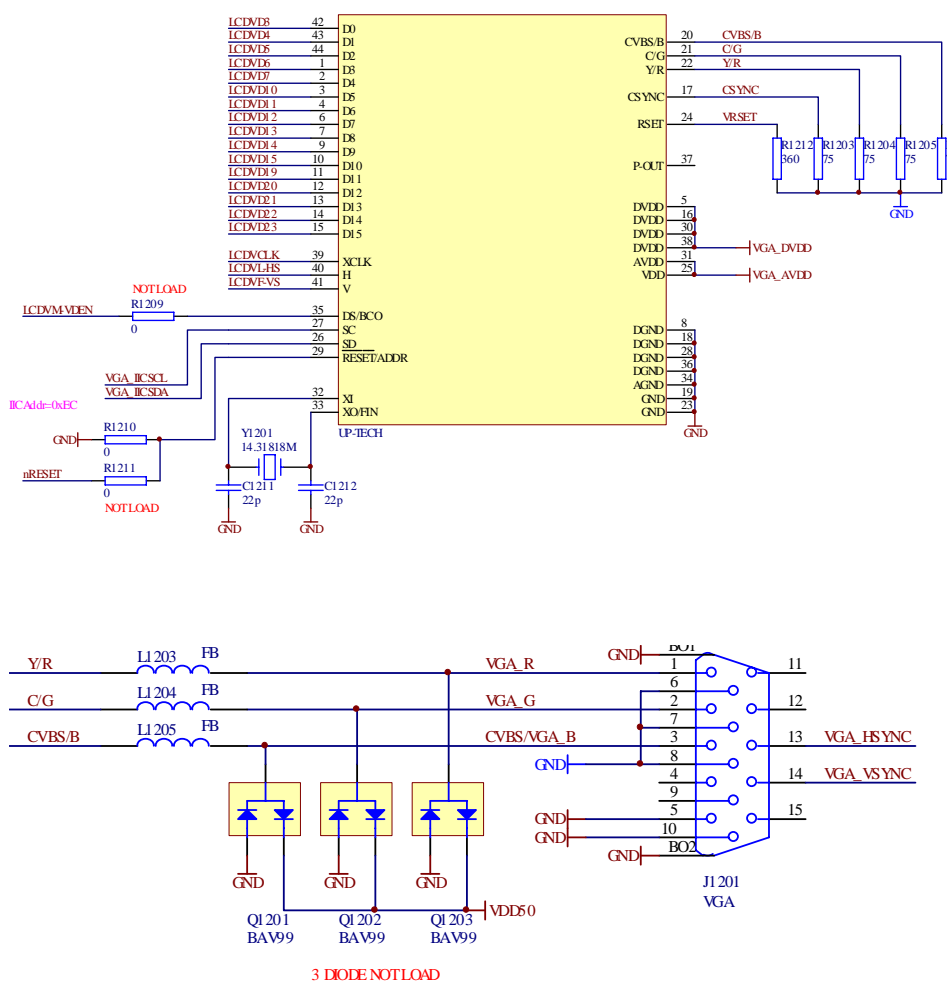 LCDVD3 42 D0
LCDVD4 43 D1
LCDVD5 44 D2
LCDVD6 1 D3
LCDVD7 2 D4
LCDVD10 3 D5
LCDVD11 4 D6
LCDVD12 6 D7
LCDVD13 7 D8
LCDVD14 9 D9
LCDVD15 10 D10
LCDVD19 11 D11
LCDVD20 12 D12
LCDVD21 13 D13
LCDVD22 14 D14
LCDVD23 15 D15
LCDVCLK 39 XCLK
LCDVL-HS 40 H
LCDVF-VS 41 V
NOT LOAD
R1209
LCDVM-VDEN
0
35 DS/BCO
27 SC
26 SD
29 RESET/ADDR
VGA_IICSCL
VGA_IICSDA
IICAddr=0xEC
32 XI
33 XO/FIN
UP-TECH
GND R1210
0
nRESET R1211
0
NOT LOAD
Y1201
14.31818M
C1211
22p
C1212
22p
GND GND
CVBS/B 20 CVBS/B
C/G 21 C/G
Y/R 22 Y/R
CSYNC 17 CSYNC
RSET 24 VRSET
P-OUT 37
R1212 R1203 R1204 R1205
360 75 75 75
GND
DVDD 5
DVDD 16
DVDD 30
DVDD 38 VGA_DVDD
AVDD 31
VDD 25 VGA_AVDD
DGND 8
DGND 18
DGND 28
DGND 36
AGND 34
GND 19
GND 23
GND
Y/R L1203 FB VGA_R
C/G L1204 FB VGA_G
CVBS/B L1205 FB CVBS/VGA_B
GND GND GND
VDD50
Q1201 Q1202 Q1203
BAV99 BAV99 BAV99
3 DIODE NOT LOAD
GND BO1
1 11
6
2 12
7
3 13 VGA_HSYNC
GND 8
4 14 VGA_VSYNC
9
GND 5 15
GND 10
GND BO2
J1201
VGA